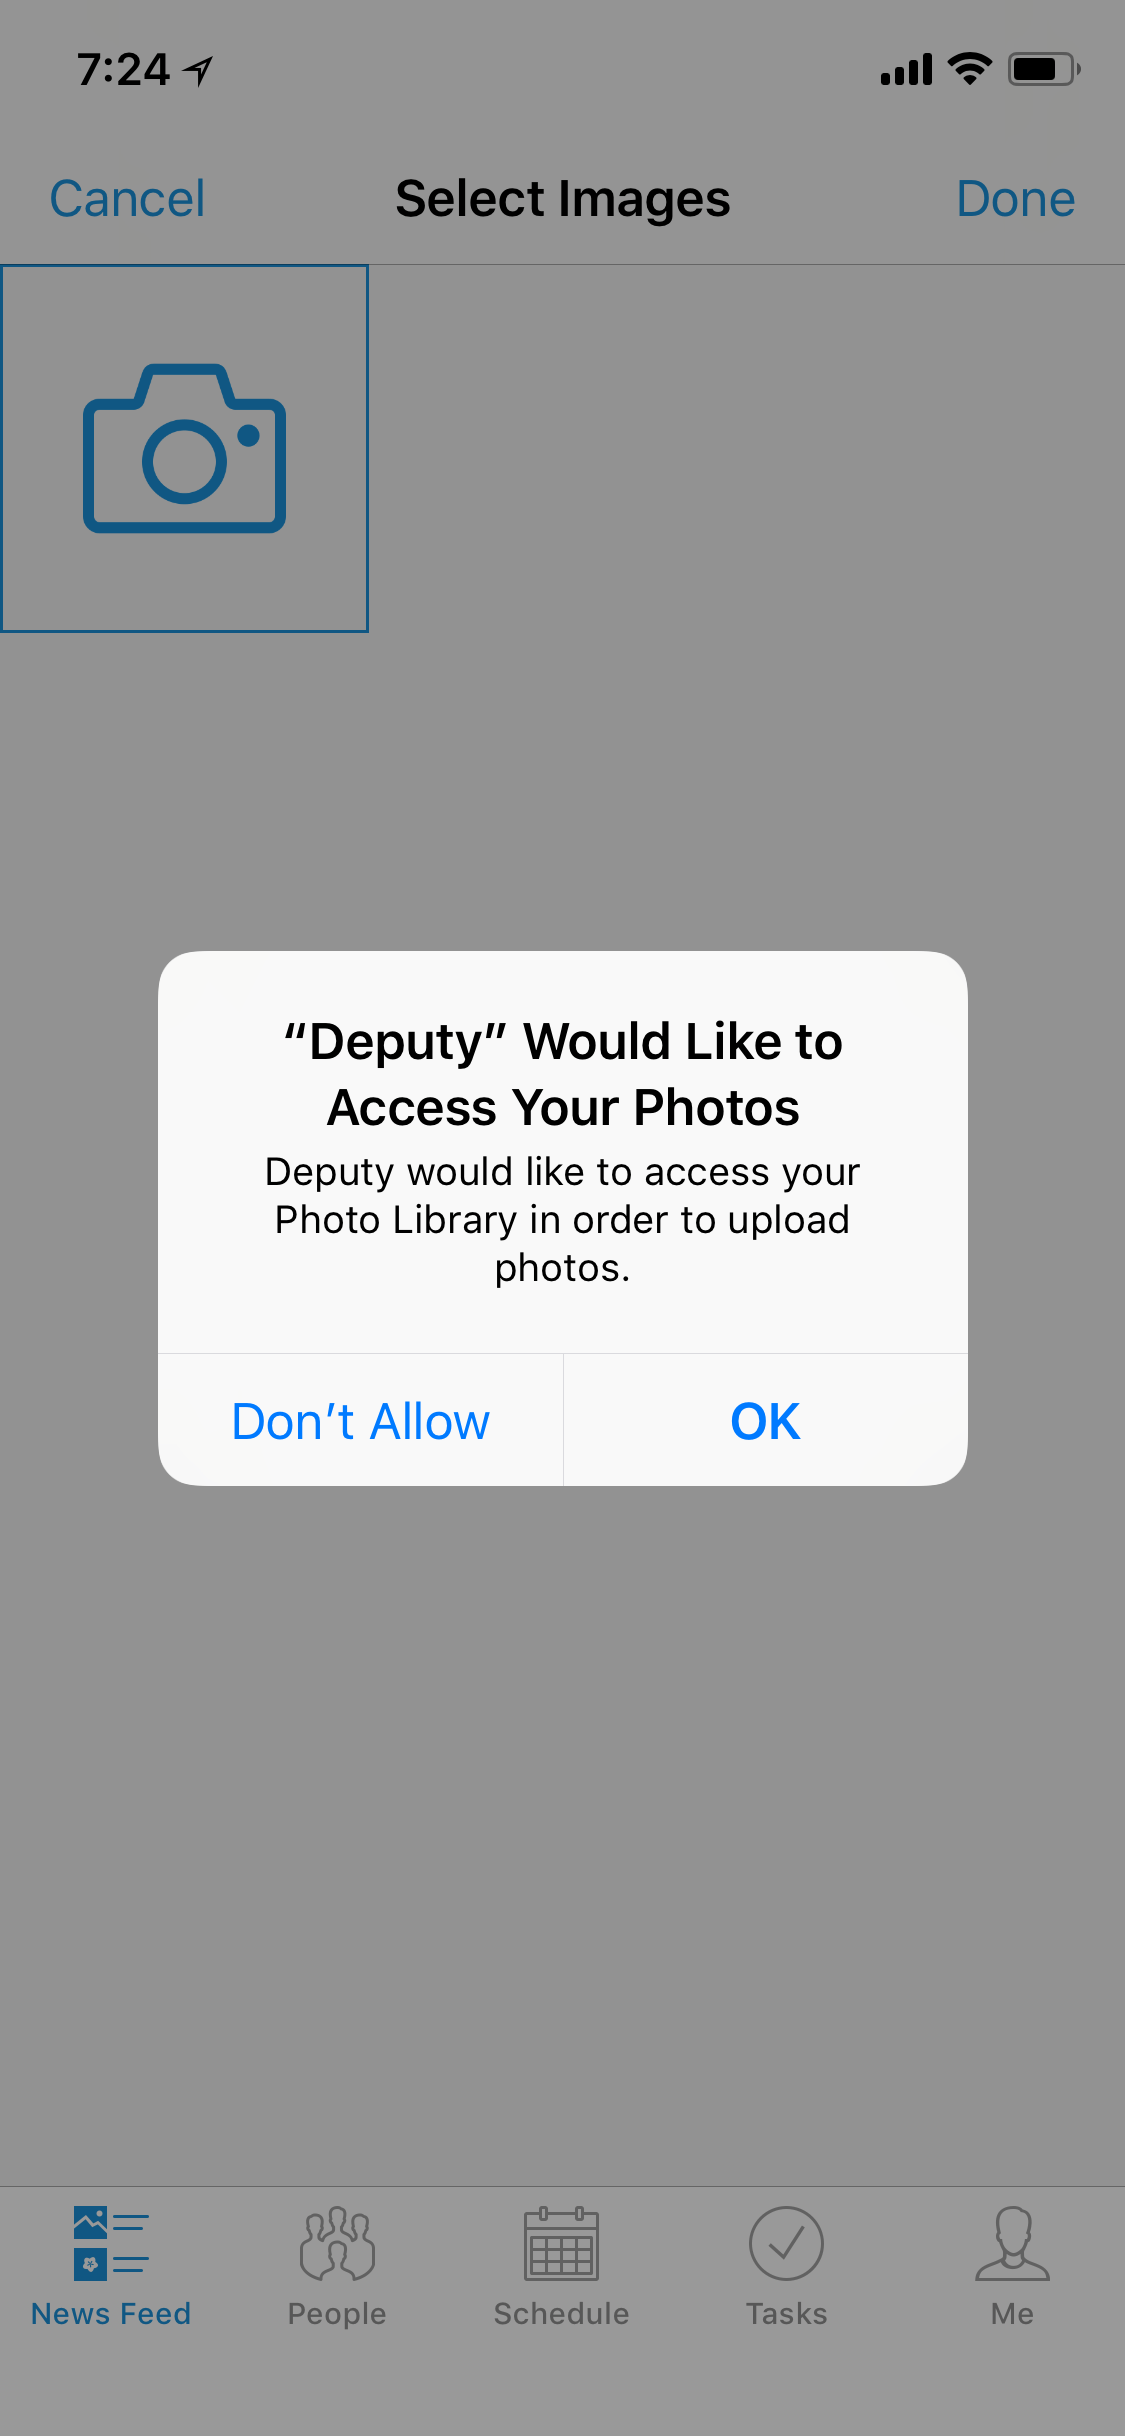 7:24
Cancel Select Images Done
“Deputy” Would Like to
Access Your Photos
Deputy would like to access your
Photo Library in order to upload
photos.
Don’t Allow OK
News Feed People Schedule Tasks Me